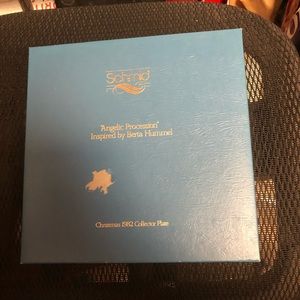 Schmid
"Angelic Procession"
Inspired by Berta Hummel
Christmas 1982 Collector Plate